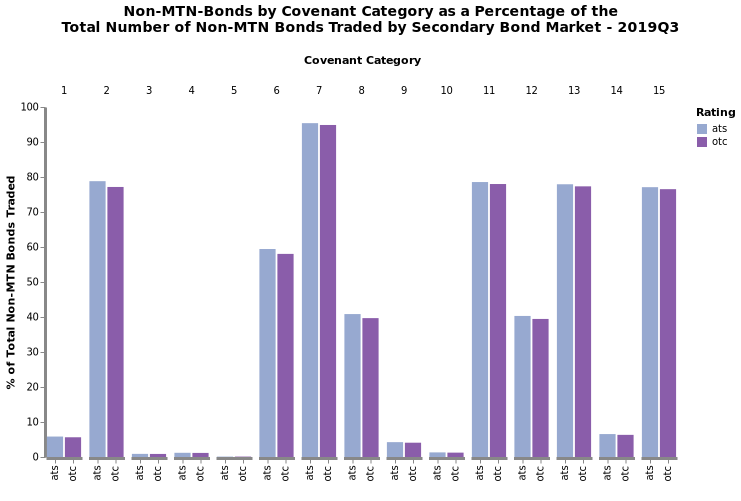 Non-MTN-Bonds by Covenant Category as a Percentage of the
Total Number of Non-MTN Bonds Traded by Secondary Bond Market - 2019Q3
Covenant Category
1 2 3 4 5 6 7 8 9 10 11 12 13 14 15
% of Total Non-MTN Bonds Traded
100
90
80
70
60
50
40
30
20
10
0
ats otc ats otc ats otc ats otc ats otc ats otc ats otc ats otc ats otc ats otc ats otc ats otc ats otc ats otc ats otc
Rating
ats
otc